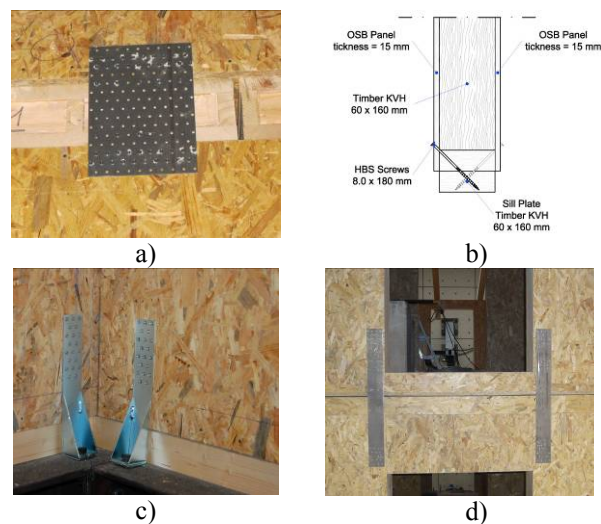 OSB Panel
tickness = 15 mm
OSB Panel
tickness = 15 mm
Timber KVH
60 x 160 mm
HBS Screws
8.0 x 180 mm
Sill Plate
Timber KVH
60 x 160 mm
1
a)
b)
c)
d)